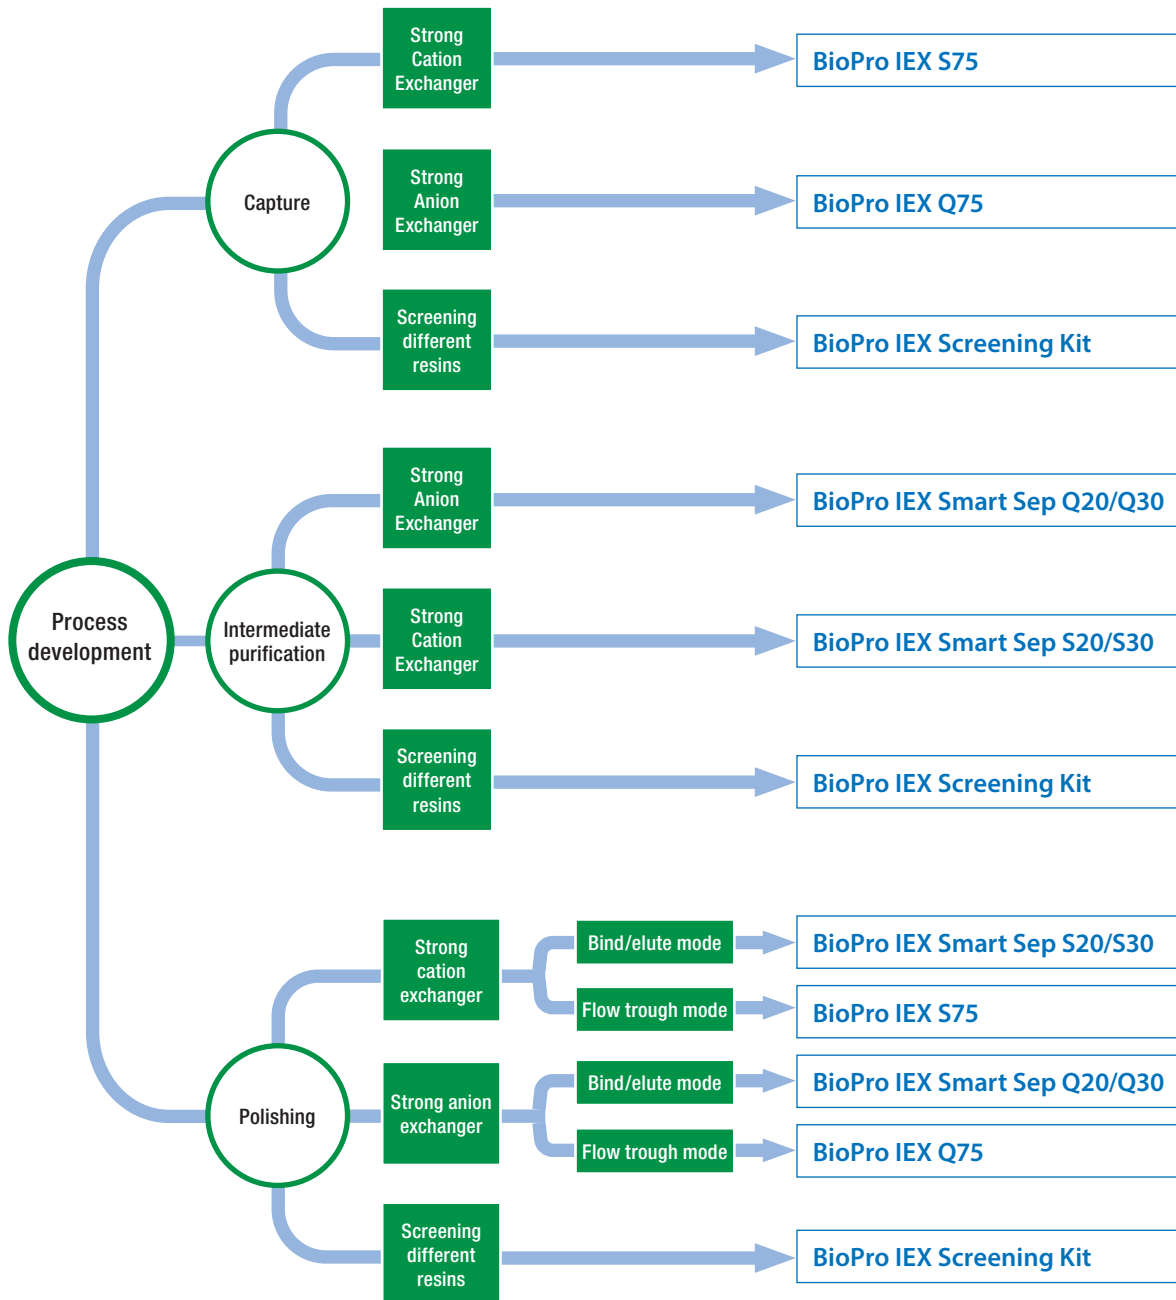 Strong
Cation
Exchanger
BioPro IEX S75
Capture
Strong
Anion
Exchanger
BioPro IEX Q75
Screening
different
resins
BioPro IEX Screening Kit
Strong
Anion
Exchanger
BioPro IEX Smart Sep Q20/Q30
Process
development
Intermediate
purification
Strong
Cation
Exchanger
BioPro IEX Smart Sep S20/S30
Screening
different
resins
BioPro IEX Screening Kit
Strong
cation
exchanger
Bind/elute mode
BioPro IEX Smart Sep S20/S30
Flow trough mode
BioPro IEX S75
Polishing
Strong anion
exchanger
Bind/elute mode
BioPro IEX Smart Sep Q20/Q30
Flow trough mode
BioPro IEX Q75
Screening
different
resins
BioPro IEX Screening Kit